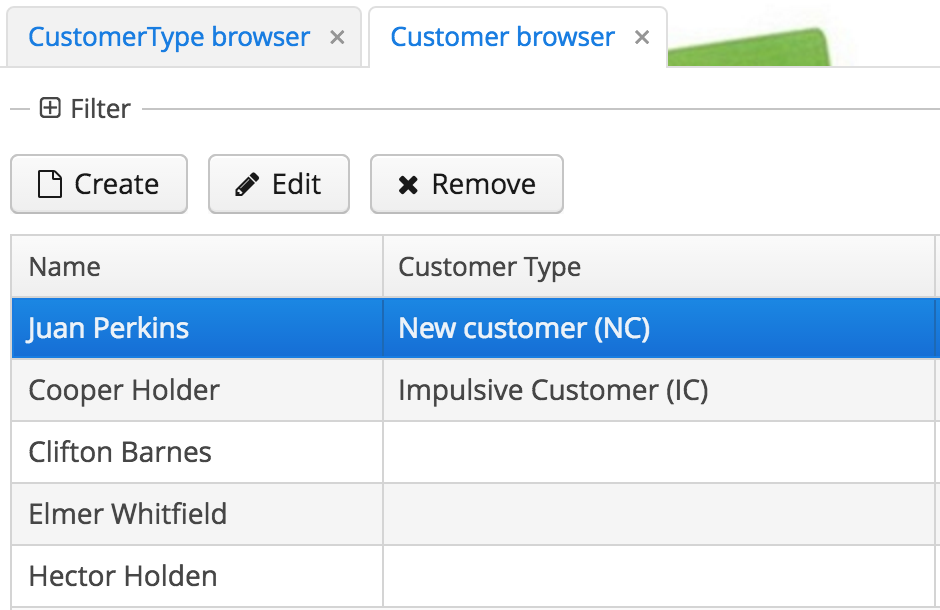 CustomerType browser × Customer browser ×
Filter
Create Edit Remove
Name Customer Type
Juan Perkins New customer (NC)
Cooper Holder Impulsive Customer (IC)
Clifton Barnes
Elmer Whitfield
Hector Holden